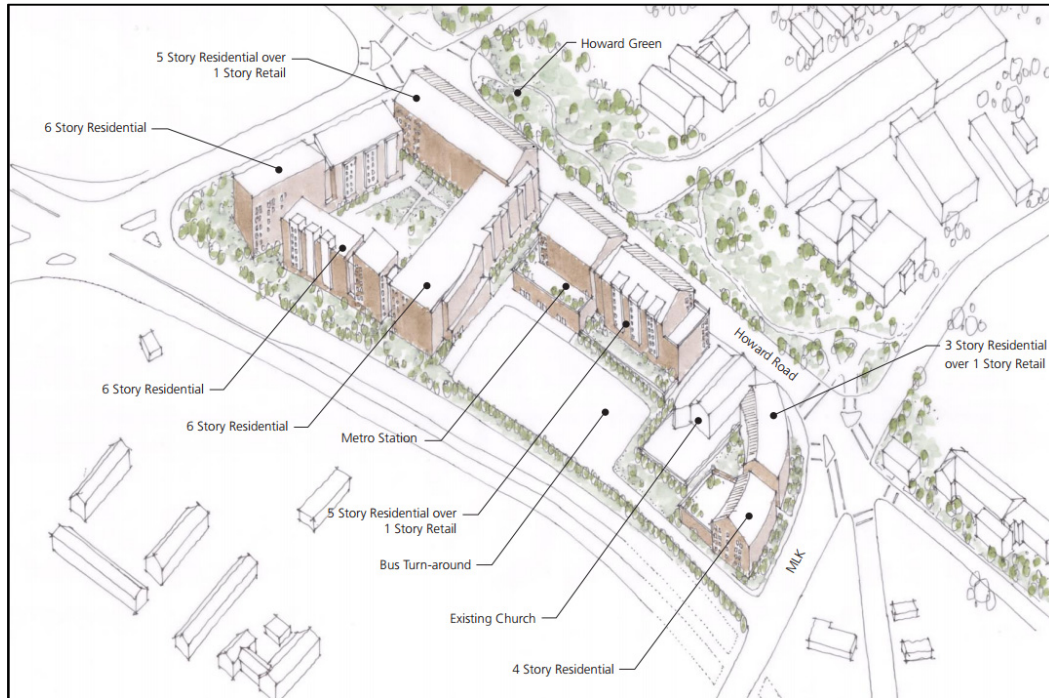 Howard Green
5 Story Residential over
1 Story Retail
6 Story Residential
Howard Road
3 Story Residential
over 1 Story Retail
6 Story Residential
6 Story Residential
Metro Station
5 Story Residential over
1 Story Retail
Bus Turn-around
MLK
Existing Church
4 Story Residential